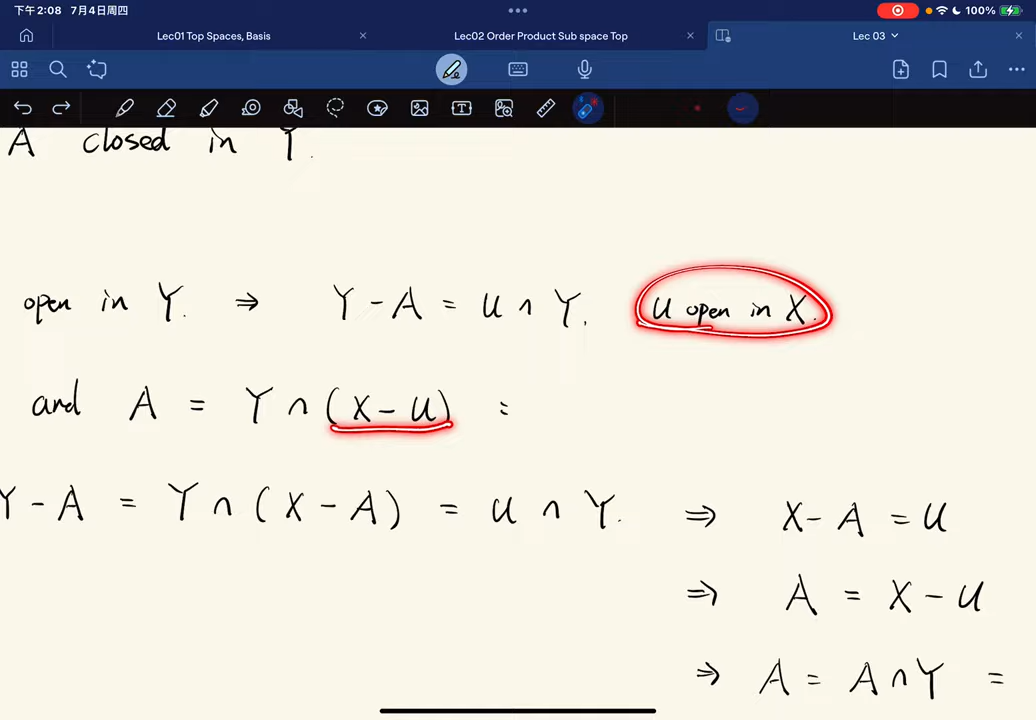 下午2:08 7月4日周四
100%
Lec01 Top Spaces, Basis
Lec02 Order Product Sub space Top
Lec 03
A closed in Y.
open in Y. ⇒ Y - A = U ∩ Y. U open in X.
and A = Y ∩ (X - U) =
Y - A = Y ∩ (X - A) = U ∩ Y. ⇒ X - A = U
⇒ A = X - U
⇒ A = A ∩ Y =